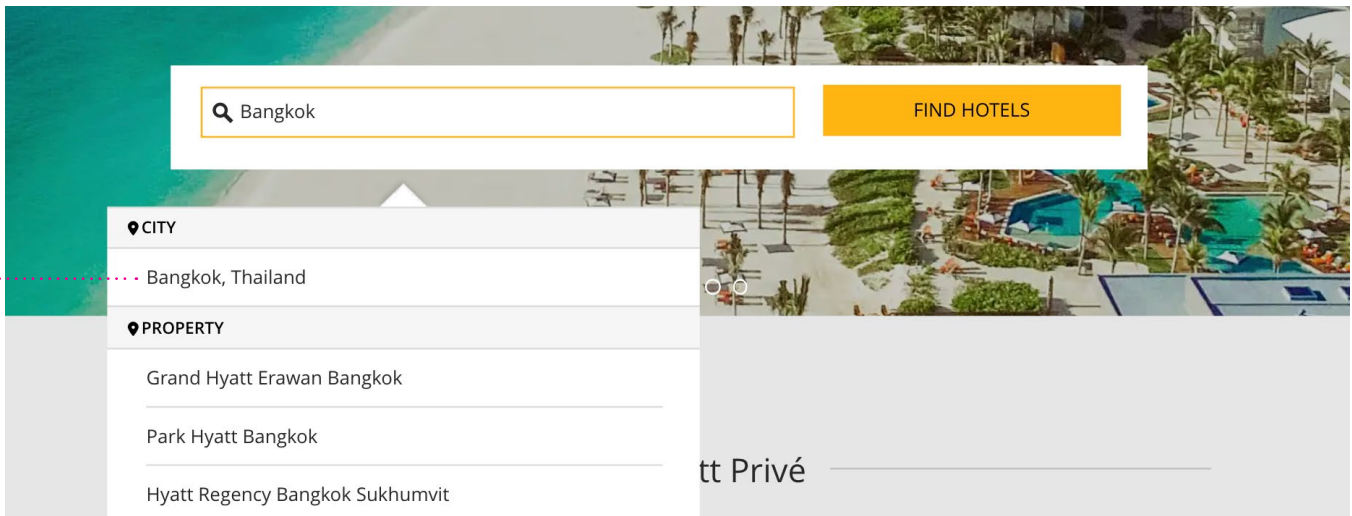 Bangkok
FIND HOTELS
CITY
Bangkok, Thailand
PROPERTY
Grand Hyatt Erawan Bangkok
Park Hyatt Bangkok
tt Privé
Hyatt Regency Bangkok Sukhumvit